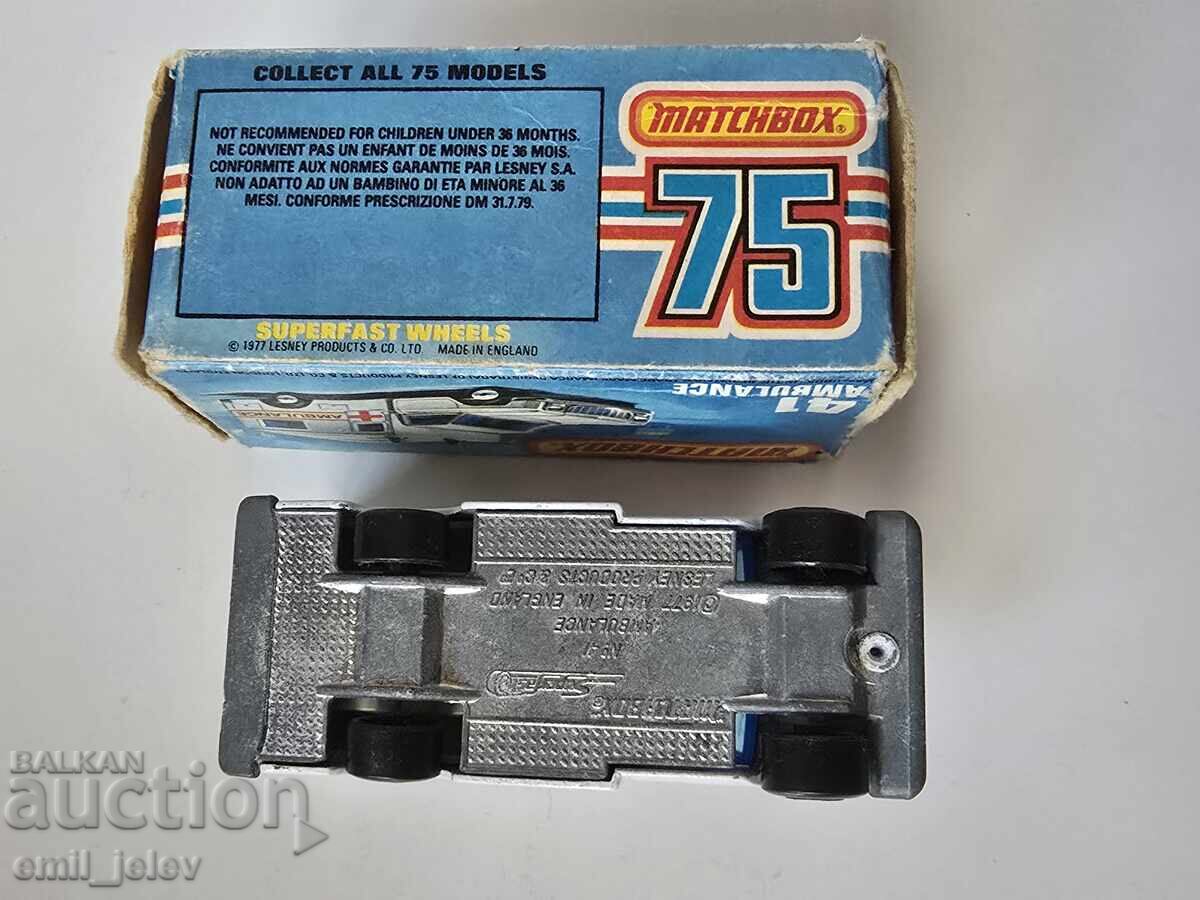 COLLECT ALL 75 MODELS
NOT RECOMMENDED FOR CHILDREN UNDER 36 MONTHS.
NE CONVIENT PAS UN ENFANT DE MOINS DE 36 MOIS.
CONFORMITE AUX NORMES GARANTIE PAR LESNEY S.A.
NON ADATTO AD UN BAMBINO DI ETA MINORE AL 36
MESI. CONFORME PRESCRIZIONE DM 31.7.79.
SUPERFAST WHEELS
© 1977 LESNEY PRODUCTS & CO. LTD. MADE IN ENGLAND
"MATCHBOX"®
75
41
AMBULANCE
AMBULANCE
MATCHBOX
MATCHBOX®
Superfast
Nº 41
AMBULANCE
©1977 MADE IN ENGLAND
LESNEY PRODUCTS & Cº Lº
BALKAN
auction
emil_jelev